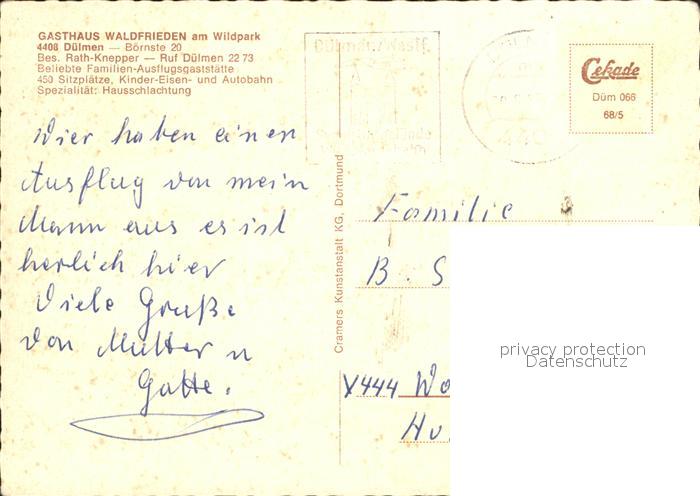 GASTHAUS WALDFRIEDEN am Wildpark
4408 Dülmen — Börnste 20
Bes. Rath-Knepper — Ruf Dülmen 22 73
Beliebte Familien-Ausflugsgaststätte
450 Sitzplätze, Kinder-Eisen- und Autobahn
Spezialität: Hausschlachtung
Wier haben einen
Ausflug von mein
Mann aus es ist
herlich hier
Viele Grüße
von Mutter u
Gatte.
Cramers Kunstanstalt KG, Dortmund
Dülmen/Westf.
Cekade
Düm 066
68/5
Familie
B. S
4444 Wo
privacy protection
Datenschutz